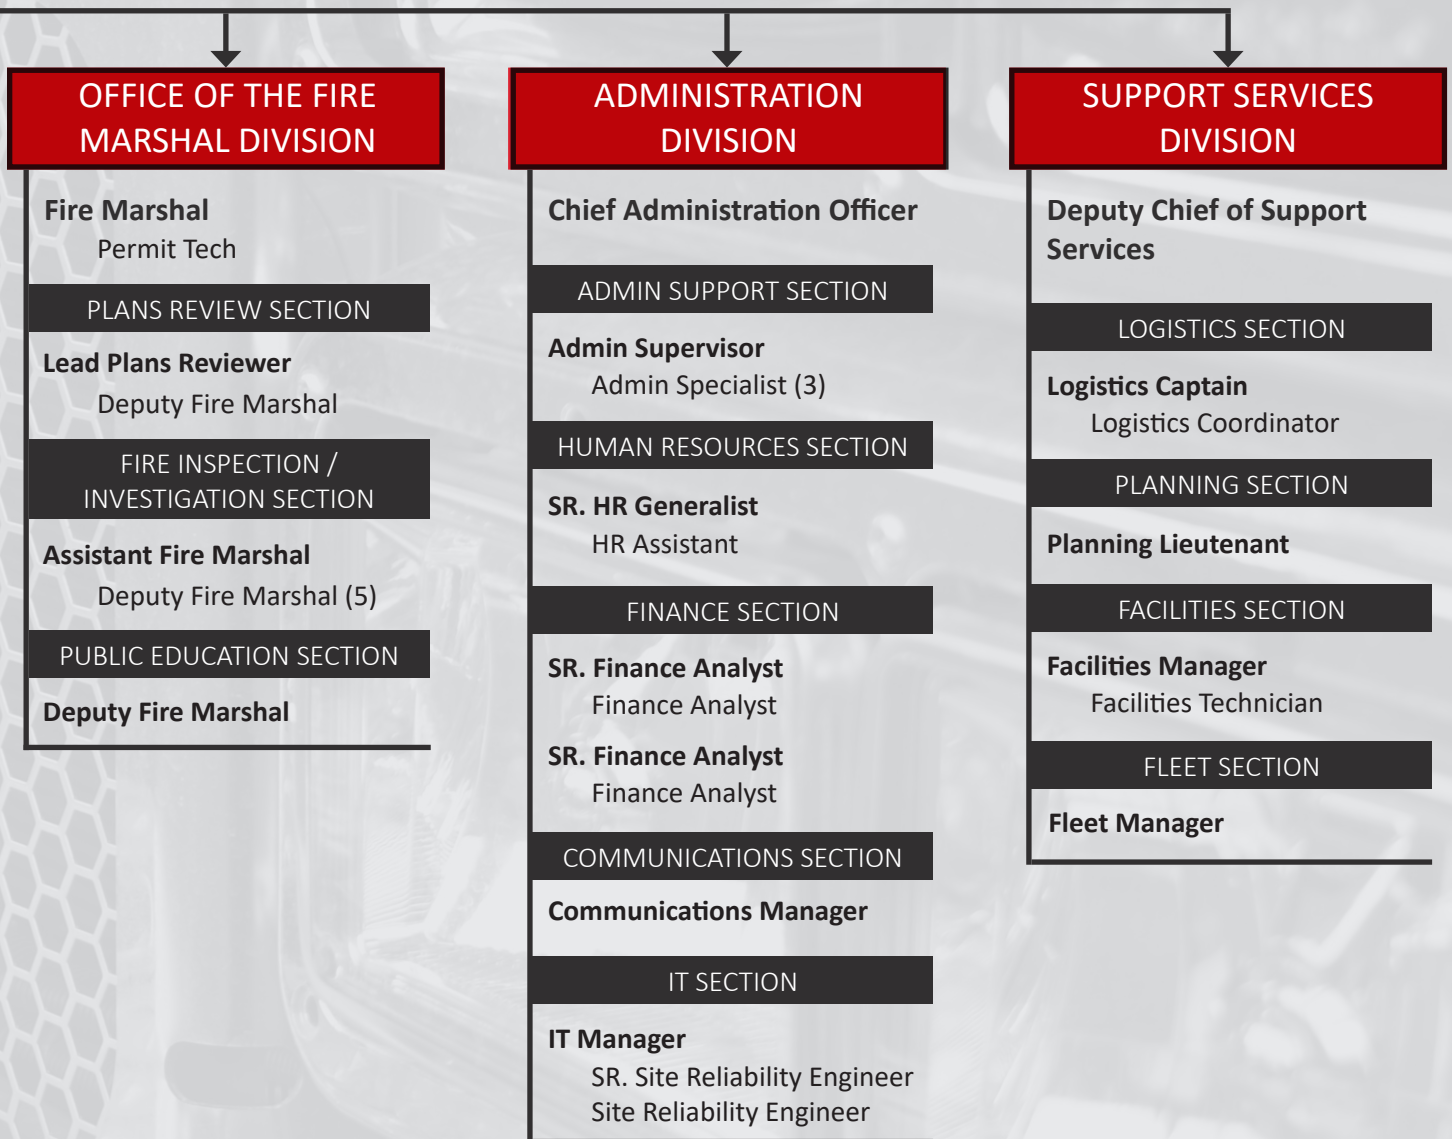 OFFICE OF THE FIRE
MARSHAL DIVISION
Fire Marshal
Permit Tech
PLANS REVIEW SECTION
Lead Plans Reviewer
Deputy Fire Marshal
FIRE INSPECTION /
INVESTIGATION SECTION
Assistant Fire Marshal
Deputy Fire Marshal (5)
PUBLIC EDUCATION SECTION
Deputy Fire Marshal
ADMINISTRATION
DIVISION
Chief Administration Officer
ADMIN SUPPORT SECTION
Admin Supervisor
Admin Specialist (3)
HUMAN RESOURCES SECTION
SR. HR Generalist
HR Assistant
FINANCE SECTION
SR. Finance Analyst
Finance Analyst
SR. Finance Analyst
Finance Analyst
COMMUNICATIONS SECTION
Communications Manager
IT SECTION
IT Manager
SR. Site Reliability Engineer
Site Reliability Engineer
SUPPORT SERVICES
DIVISION
Deputy Chief of Support
Services
LOGISTICS SECTION
Logistics Captain
Logistics Coordinator
PLANNING SECTION
Planning Lieutenant
FACILITIES SECTION
Facilities Manager
Facilities Technician
FLEET SECTION
Fleet Manager